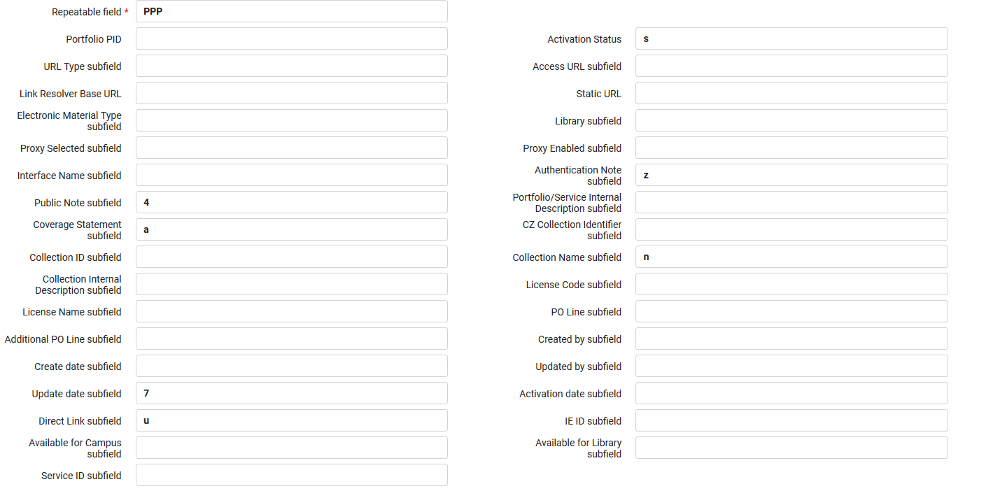 Repeatable field * PPP
Portfolio PID
Activation Status s
URL Type subfield
Access URL subfield
Link Resolver Base URL
Static URL
Electronic Material Type
subfield
Library subfield
Proxy Selected subfield
Proxy Enabled subfield
Interface Name subfield
Authentication Note
subfield z
Public Note subfield 4
Portfolio/Service Internal
Description subfield
Coverage Statement
subfield a
CZ Collection Identifier
subfield
Collection ID subfield
Collection Name subfield n
Collection Internal
Description subfield
License Code subfield
License Name subfield
PO Line subfield
Additional PO Line subfield
Created by subfield
Create date subfield
Updated by subfield
Update date subfield 7
Activation date subfield
Direct Link subfield u
IE ID subfield
Available for Campus
subfield
Available for Library
subfield
Service ID subfield